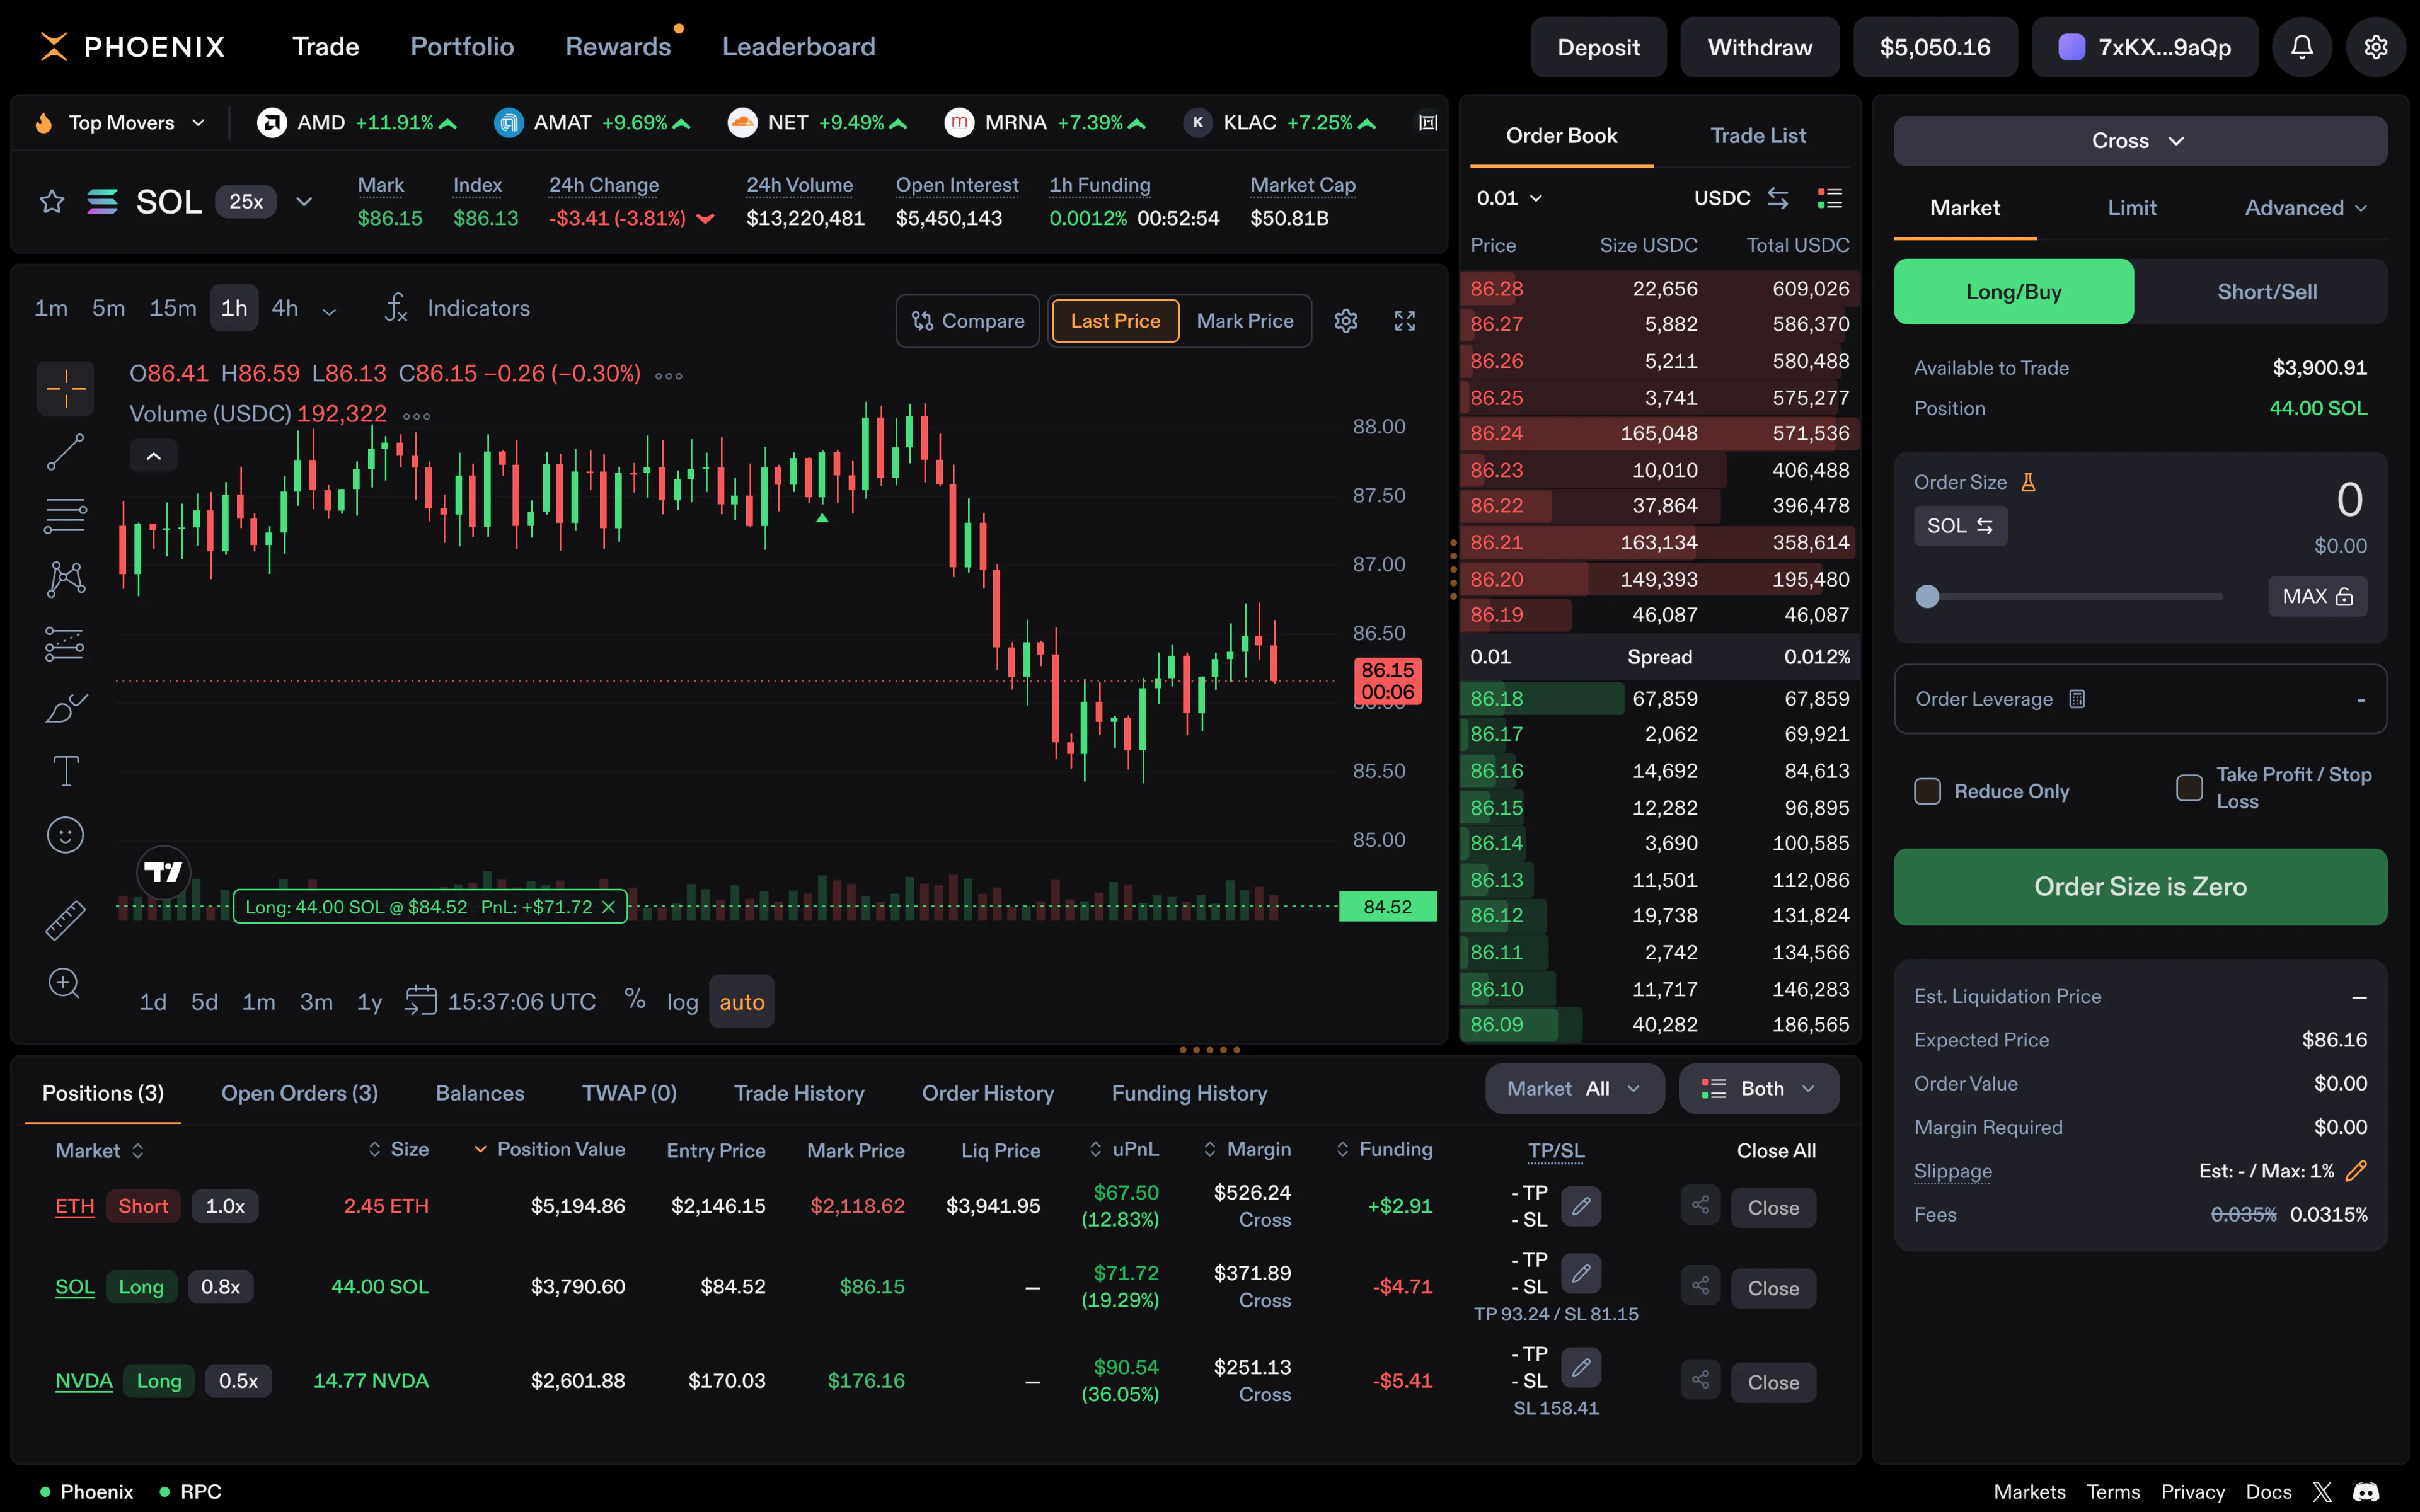 PHOENIX Trade Portfolio Rewards Leaderboard Deposit Withdraw $5,050.16 7xKX...9aQp
Top Movers AMD +11.91% AMAT +9.69% NET +9.49% MRNA +7.39% K KLAC +7.25%
SOL 25x
Mark Index 24h Change 24h Volume Open Interest 1h Funding Market Cap
$86.15 $86.13 -$3.41 (-3.81%) $13,220,481 $5,450,143 0.0012% 00:52:54 $50.81B
1m 5m 15m 1h 4h Indicators
Compare Last Price Mark Price
O86.41 H86.59 L86.13 C86.15 −0.26 (−0.30%)
Volume (USDC) 192,322
88.00
87.50
87.00
86.50
86.15
00:06
85.50
85.00
Long: 44.00 SOL @ $84.52 PnL: +$71.72
84.52
1d 5d 1m 3m 1y 15:37:06 UTC % log auto
Order Book Trade List
0.01 USDC
Price Size USDC Total USDC
86.28 22,656 609,026
86.27 5,882 586,370
86.26 5,211 580,488
86.25 3,741 575,277
86.24 165,048 571,536
86.23 10,010 406,488
86.22 37,864 396,478
86.21 163,134 358,614
86.20 149,393 195,480
86.19 46,087 46,087
0.01 Spread 0.012%
86.18 67,859 67,859
86.17 2,062 69,921
86.16 14,692 84,613
86.15 12,282 96,895
86.14 3,690 100,585
86.13 11,501 112,086
86.12 19,738 131,824
86.11 2,742 134,566
86.10 11,717 146,283
86.09 40,282 186,565
Cross
Market Limit Advanced
Long/Buy Short/Sell
Available to Trade $3,900.91
Position 44.00 SOL
Order Size 0
SOL $0.00
MAX
Order Leverage -
Reduce Only
Take Profit / Stop
Loss
Order Size is Zero
Est. Liquidation Price –
Expected Price $86.16
Order Value $0.00
Margin Required $0.00
Slippage Est: - / Max: 1%
Fees 0.035% 0.0315%
Positions (3) Open Orders (3) Balances TWAP (0) Trade History Order History Funding History Market All Both
Market Size Position Value Entry Price Mark Price Liq Price uPnL Margin Funding TP/SL Close All
ETH Short 1.0x 2.45 ETH $5,194.86 $2,146.15 $2,118.62 $3,941.95 $67.50 (12.83%) $526.24 Cross +$2.91 - TP - SL Close
SOL Long 0.8x 44.00 SOL $3,790.60 $84.52 $86.15 – $71.72 (19.29%) $371.89 Cross -$4.71 - TP - SL Close
TP 93.24 / SL 81.15
NVDA Long 0.5x 14.77 NVDA $2,601.88 $170.03 $176.16 – $90.54 (36.05%) $251.13 Cross -$5.41 - TP - SL Close
SL 158.41
Phoenix RPC Markets Terms Privacy Docs